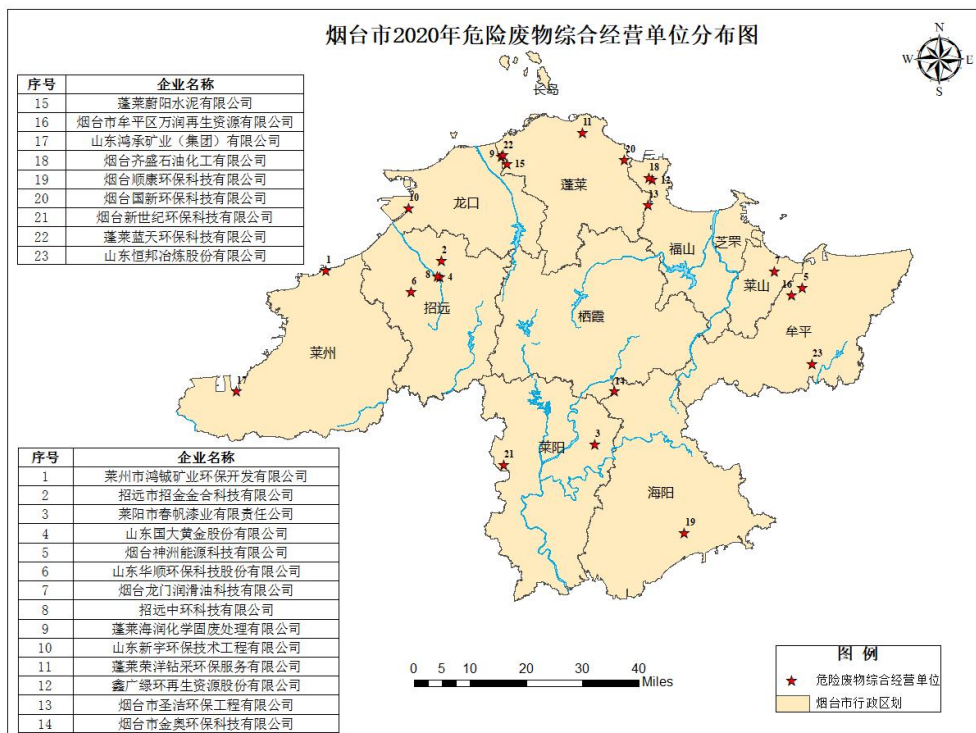 烟台市2020年危险废物综合经营单位分布图
N
W E
S
序号 企业名称
15 蓬莱蔚阳水泥有限公司
16 烟台市牟平区万润再生资源有限公司
17 山东鸿承矿业（集团）有限公司
18 烟台齐盛石油化工有限公司
19 烟台顺康环保科技有限公司
20 烟台国新环保科技有限公司
21 烟台新世纪环保科技有限公司
22 蓬莱蓝天环保科技有限公司
23 山东恒邦冶炼股份有限公司
长岛
11
9 22
15
20
18
12
13
蓬莱
龙口
10
福山
芝罘
1
2
8 4
6
招远
7
5
16
莱山
牟平
栖霞
莱州
23
17
14
莱阳
3
21
海阳
19
序号 企业名称
1 莱州市鸿铖矿业环保开发有限公司
2 招远市招金金合科技有限公司
3 莱阳市春帆漆业有限责任公司
4 山东国大黄金股份有限公司
5 烟台神洲能源科技有限公司
6 山东华顺环保科技股份有限公司
7 烟台龙门润滑油科技有限公司
8 招远中环科技有限公司
9 蓬莱海润化学固废处理有限公司
10 山东新宇环保技术工程有限公司
11 蓬莱荣洋钻采环保服务有限公司
12 鑫广绿环再生资源股份有限公司
13 烟台市圣洁环保工程有限公司
14 烟台市金奥环保科技有限公司
0 5 10 20 30 40
Miles
图 例
危险废物综合经营单位
烟台市行政区划